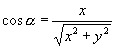 cos α = x / √(x² + y²)